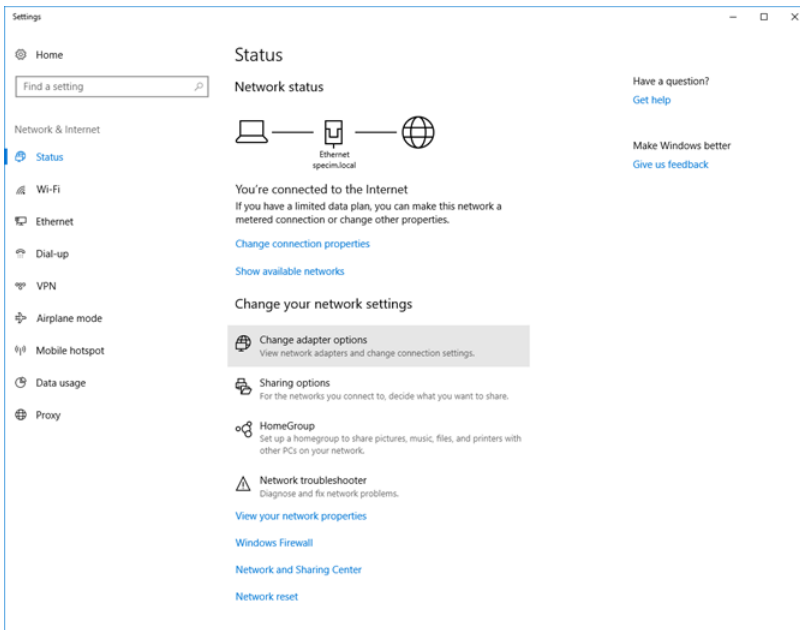 Settings
Home
Find a setting
Network & Internet
Status
Wi-Fi
Ethernet
Dial-up
VPN
Airplane mode
Mobile hotspot
Data usage
Proxy
Status
Network status
Ethernet
specim.local
You're connected to the Internet
If you have a limited data plan, you can make this network a
metered connection or change other properties.
Change connection properties
Show available networks
Change your network settings
Change adapter options
View network adapters and change connection settings.
Sharing options
For the networks you connect to, decide what you want to share.
HomeGroup
Set up a homegroup to share pictures, music, files, and printers with
other PCs on your network.
Network troubleshooter
Diagnose and fix network problems.
View your network properties
Windows Firewall
Network and Sharing Center
Network reset
Have a question?
Get help
Make Windows better
Give us feedback